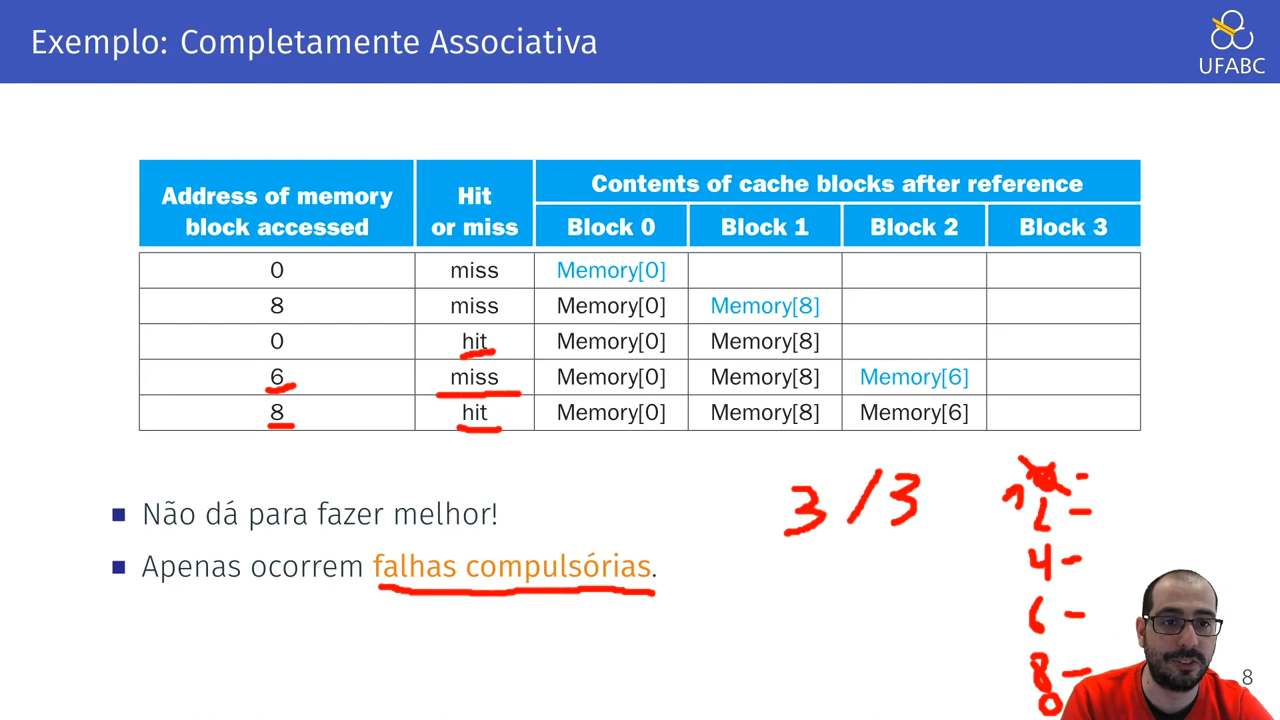 Exemplo: Completamente Associativa
UFABC
Address of memory block accessed Hit or miss Contents of cache blocks after reference
Block 0 Block 1 Block 2 Block 3
0 miss Memory[0]
8 miss Memory[0] Memory[8]
0 hit Memory[0] Memory[8]
6 miss Memory[0] Memory[8] Memory[6]
8 hit Memory[0] Memory[8] Memory[6]
Não dá para fazer melhor!
Apenas ocorrem falhas compulsórias.
3/3
2 -
4 -
6 -
8 -
0
8